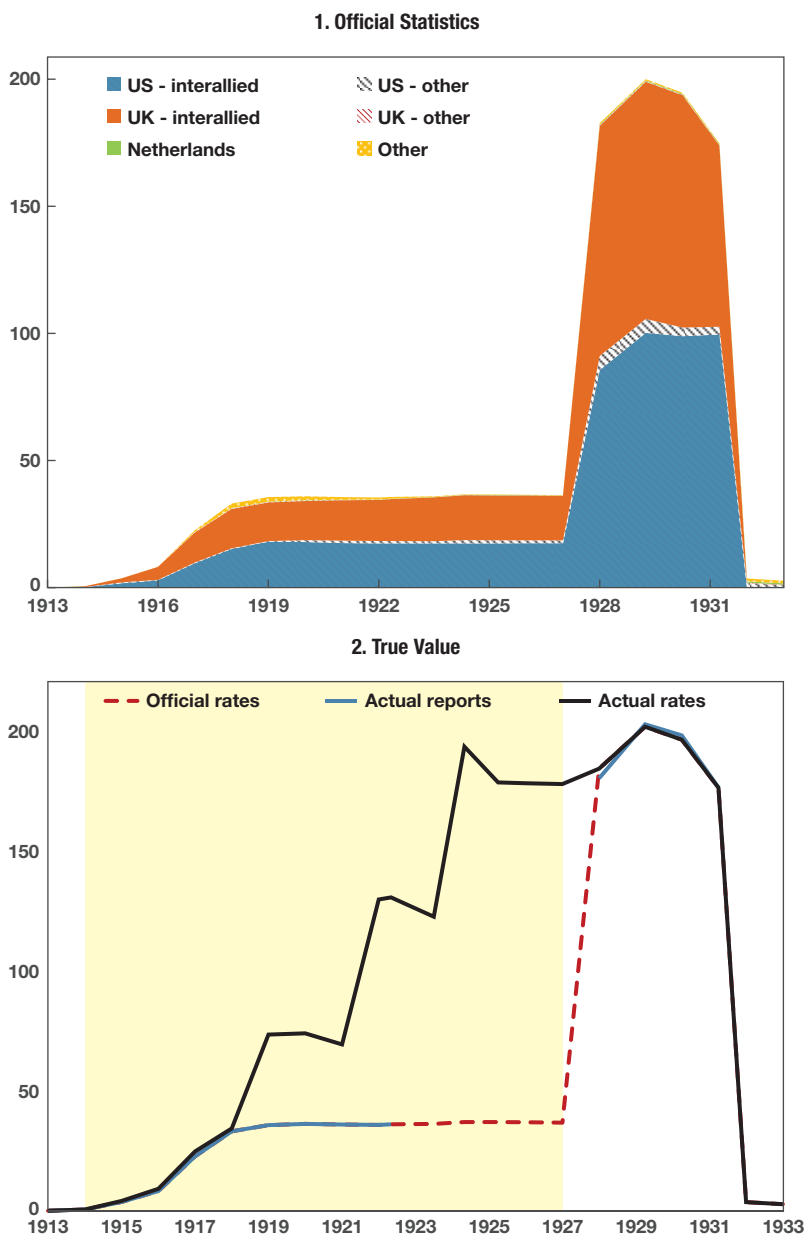 1. Official Statistics
200
150
100
50
0
US - interallied
US - other
UK - interallied
UK - other
Netherlands
Other
1913 1916 1919 1922 1925 1928 1931
2. True Value
Official rates Actual reports Actual rates
200
150
100
50
0
1913 1915 1917 1919 1921 1923 1925 1927 1929 1931 1933